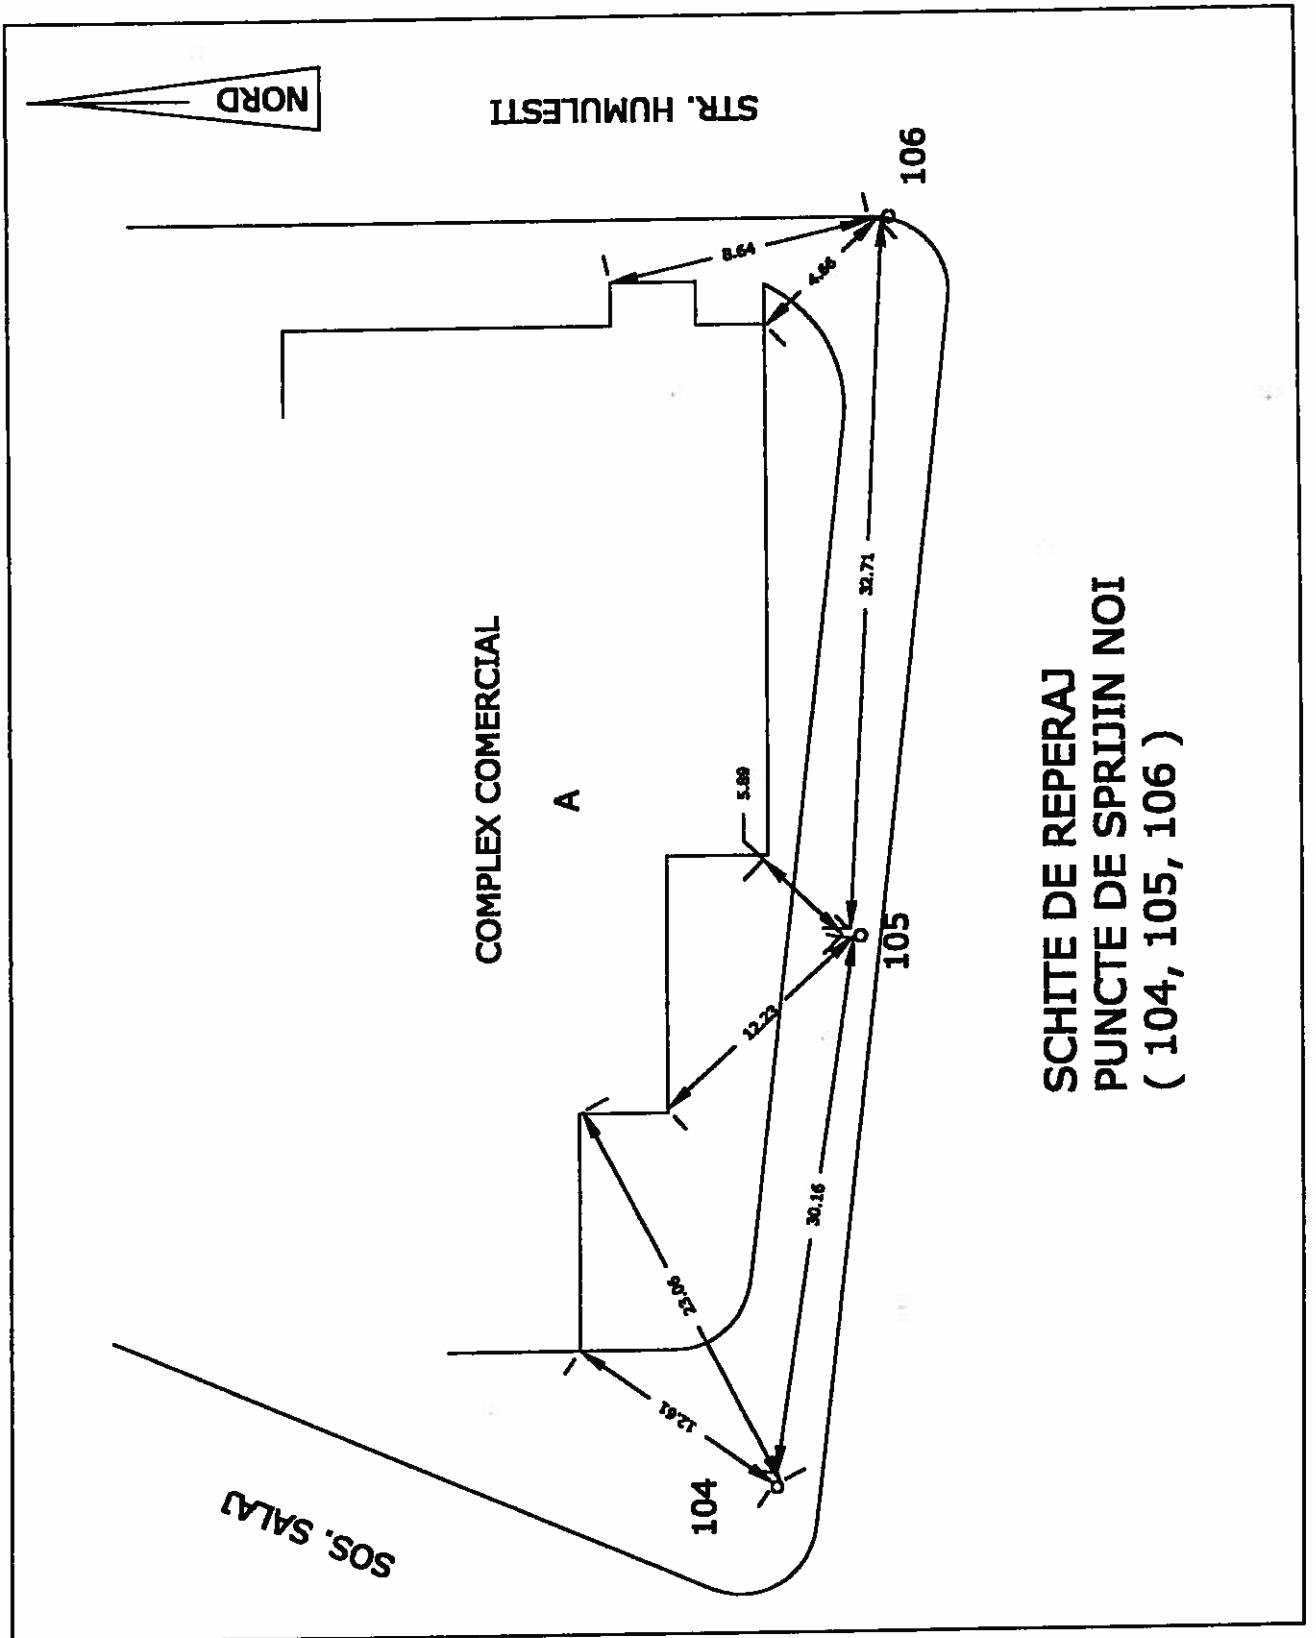 NORD
STR. HUMULESTI
106
8.64
4.66
32.71
COMPLEX COMERCIAL
A
5.89
105
12.23
30.16
23.06
12.61
104
SOS. SALAJ
SCHITE DE REPERAJ
PUNCTE DE SPRIJIN NOI
( 104, 105, 106 )